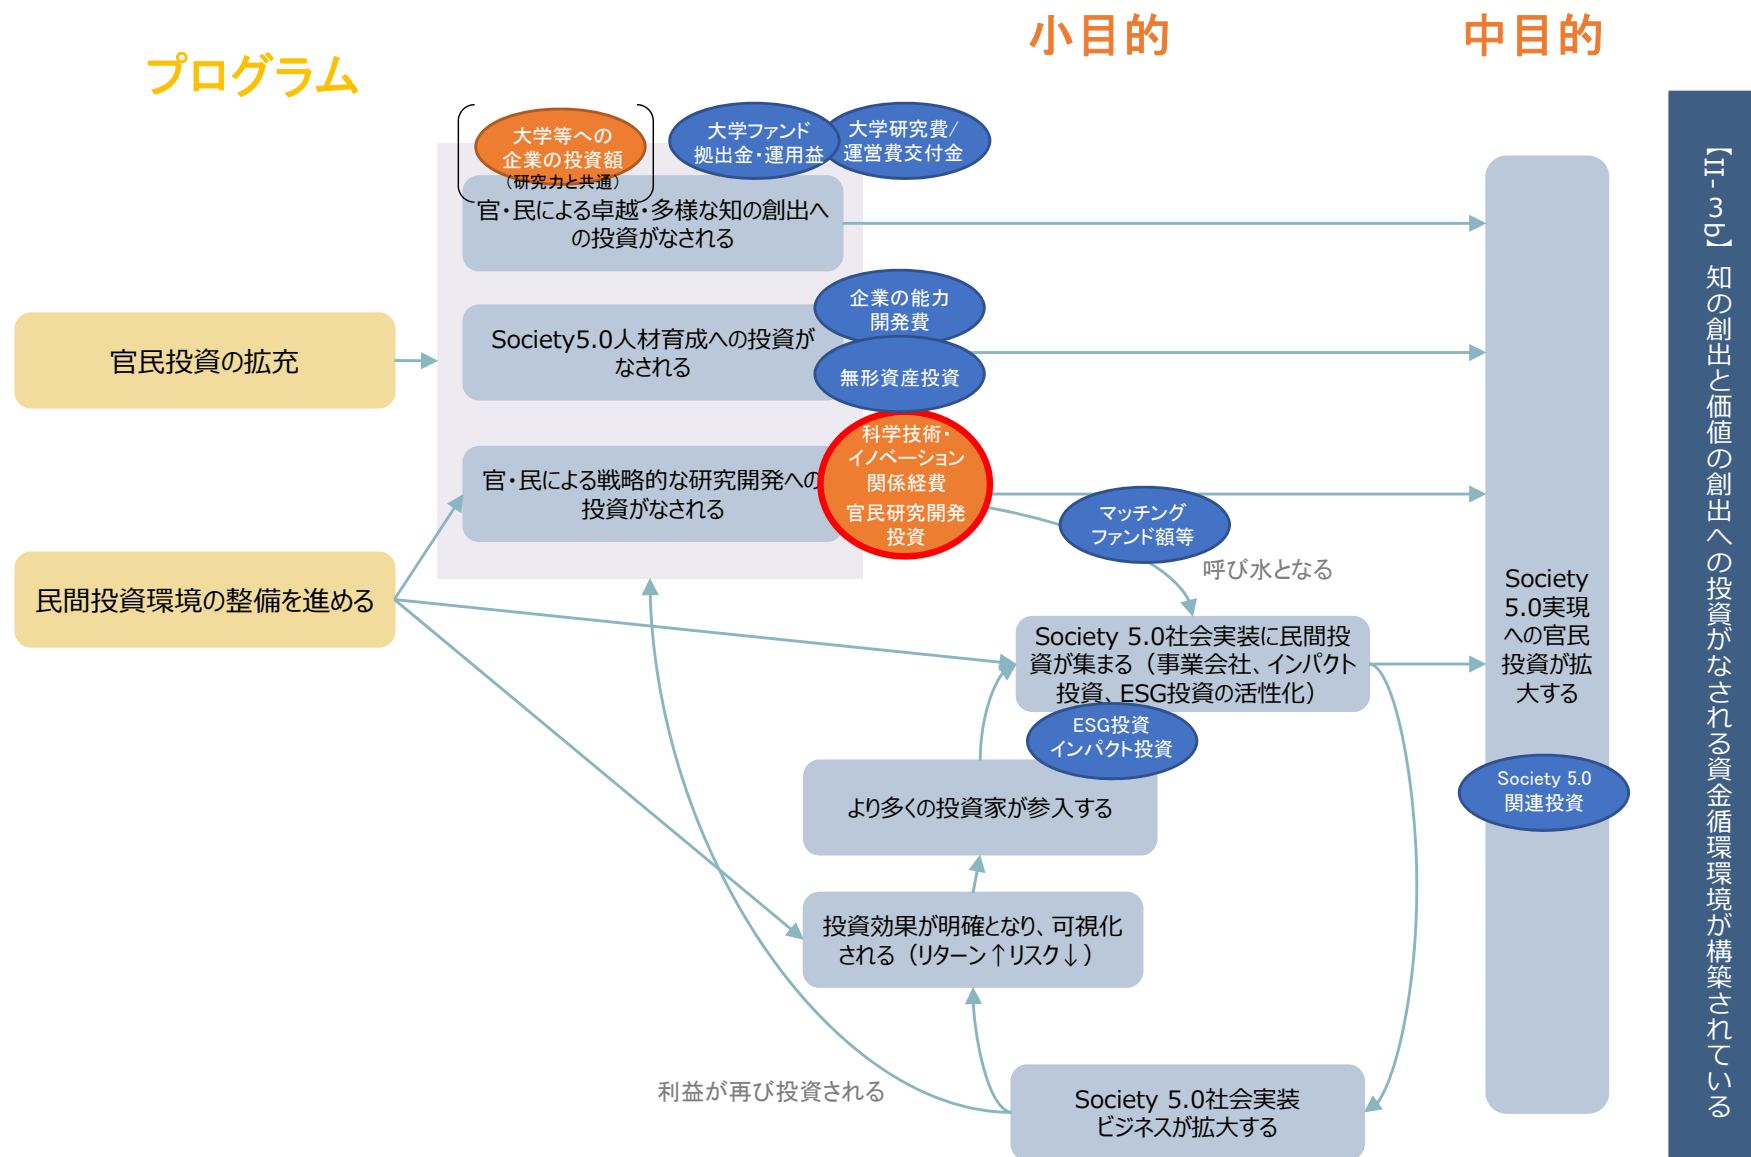 プログラム
小目的
中目的
大学等への
企業の投資額
（研究力と共通）
大学ファンド
拠出金・運用益
大学研究費/
運営費交付金
官・民による卓越・多様な知の創出へ
の投資がなされる
官民投資の拡充
Society5.0人材育成への投資が
なされる
企業の能力
開発費
無形資産投資
官・民による戦略的な研究開発への
投資がなされる
科学技術・
イノベーション
関係経費
官民研究開発
投資
マッチング
ファンド額等
呼び水となる
民間投資環境の整備を進める
Society 5.0社会実装に民間投
資が集まる（事業会社、インパクト
投資、ESG投資の活性化）
ESG投資
インパクト投資
より多くの投資家が参入する
投資効果が明確となり、可視化
される（リターン↑リスク↓）
利益が再び投資される
Society 5.0社会実装
ビジネスが拡大する
Society
5.0実現
への官民
投資が拡
大する
Society 5.0
関連投資
【II-3b】知の創出と価値の創出への投資がなされる資金循環環境が構築されている